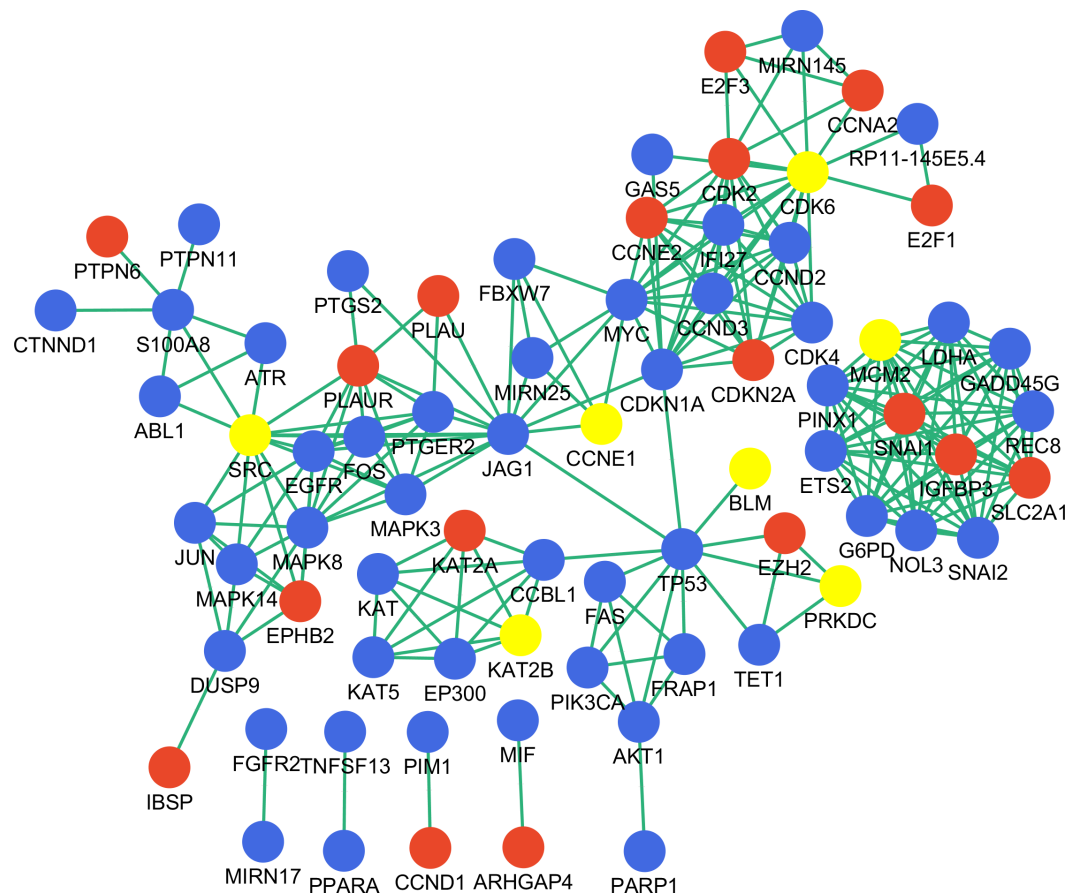 MIRN145
E2F3
CCNA2
RP11-145E5.4
GAS5
CDK2
CDK6
E2F1
PTPN6
PTPN11
CCNE2
IFI27
CCND2
PTGS2
PLAU
FBXW7
MYC
CCND3
CDK4
CTNND1
S100A8
ATR
MIRN25
CDKN1A
CDKN2A
MCM2
LDHA
GADD45G
ABL1
PLAURR
PTGER2
PINX1
SNAI1
REC8
SRC
EGFR
FOS
JAG1
CCNE1
ETS2
IGFBP3
SLC2A1
MAPK3
BLM
G6PD
NOL3
SNAI2
JUN
MAPK8
KAT2A
CCBL1
TP53
EZH2
MAPK14
EPHB2
KAT
FAS
PRKDC
DUSP9
KAT5
EP300
KAT2B
PIK3CA
FRAP1
TET1
FGFR2
TNFSF13
PIM1
MIF
AKT1
IBSP
MIRN17
PPARA
CCND1
ARHGAP4
PARP1